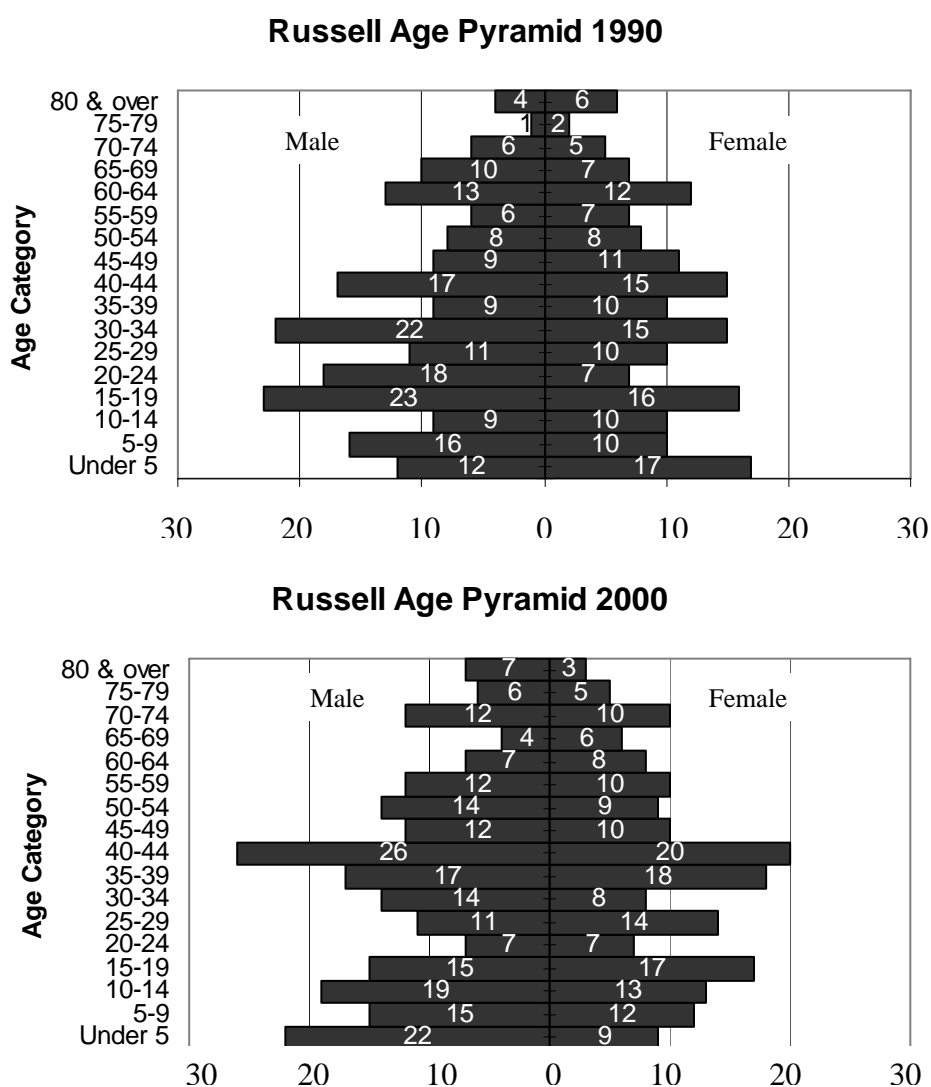 Russell Age Pyramid 1990
80 & over 4 6
75-79 1 2
Male Female
70-74 6 5
65-69 10 7
60-64 13 12
55-59 6 7
50-54 8 8
45-49 9 11
40-44 17 15
35-39 9 10
30-34 22 15
25-29 11 10
20-24 18 7
15-19 23 16
10-14 9 10
5-9 16 10
Under 5 12 17
Age Category
30 20 10 0 10 20 30
Russell Age Pyramid 2000
80 & over 7 3
75-79 6 5
Male Female
70-74 12 10
65-69 4 6
60-64 7 8
55-59 12 10
50-54 14 9
45-49 12 10
40-44 26 20
35-39 17 18
30-34 14 8
25-29 11 14
20-24 7 7
15-19 15 17
10-14 19 13
5-9 15 12
Under 5 22 9
Age Category
30 20 10 0 10 20 30